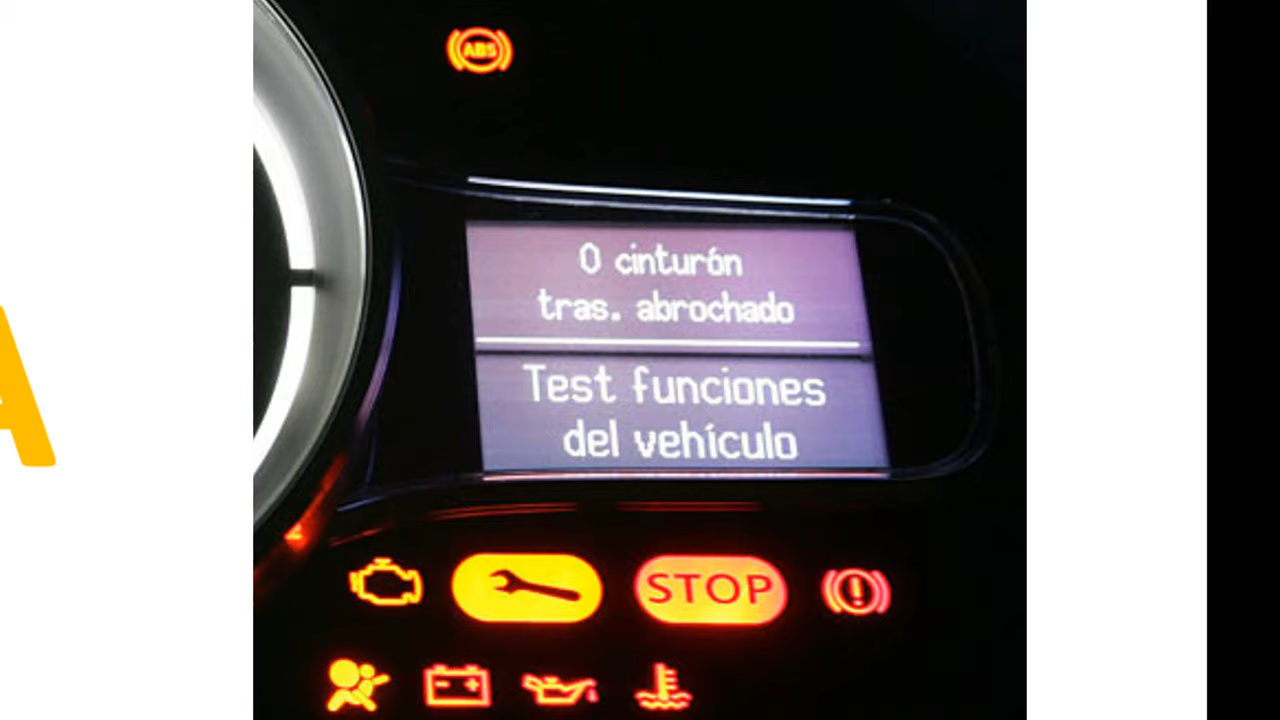 ABS
0 cinturón
tras. abrochado
Test funciones
del vehículo
STOP
A